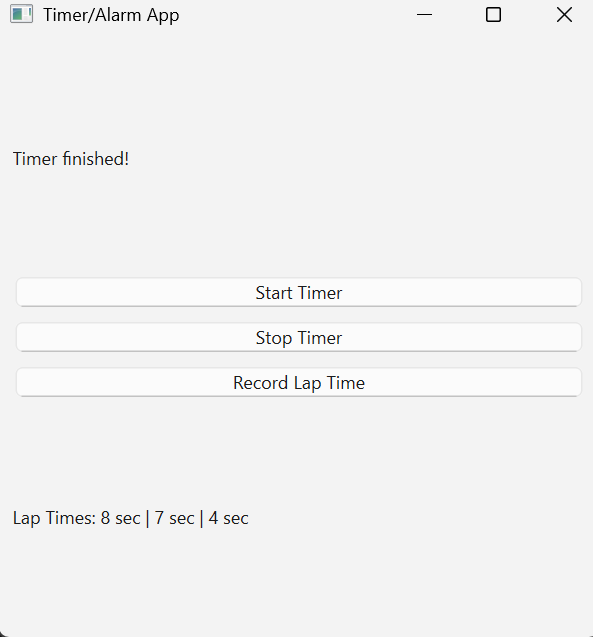 Timer/Alarm App
Timer finished!
Start Timer
Stop Timer
Record Lap Time
Lap Times: 8 sec | 7 sec | 4 sec